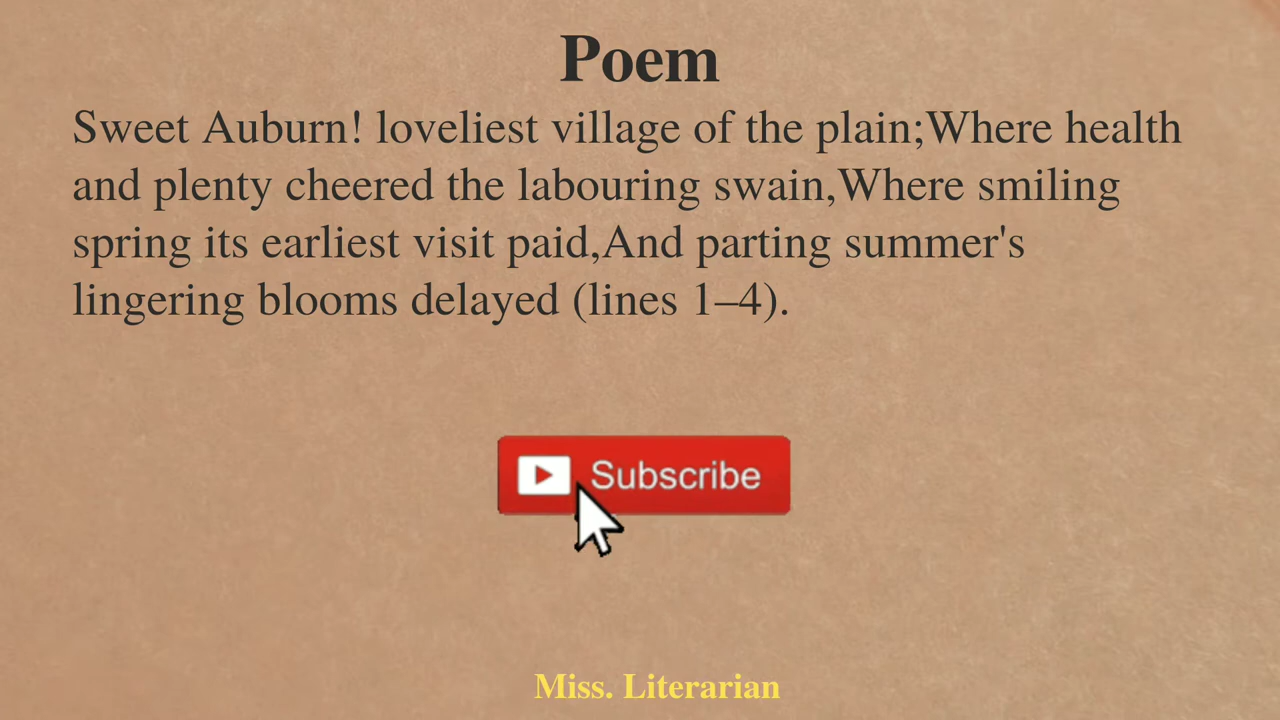 Poem
Sweet Auburn! loveliest village of the plain;Where health
and plenty cheered the labouring swain,Where smiling
spring its earliest visit paid,And parting summer's
lingering blooms delayed (lines 1–4).
Subscribe
Miss. Literarian